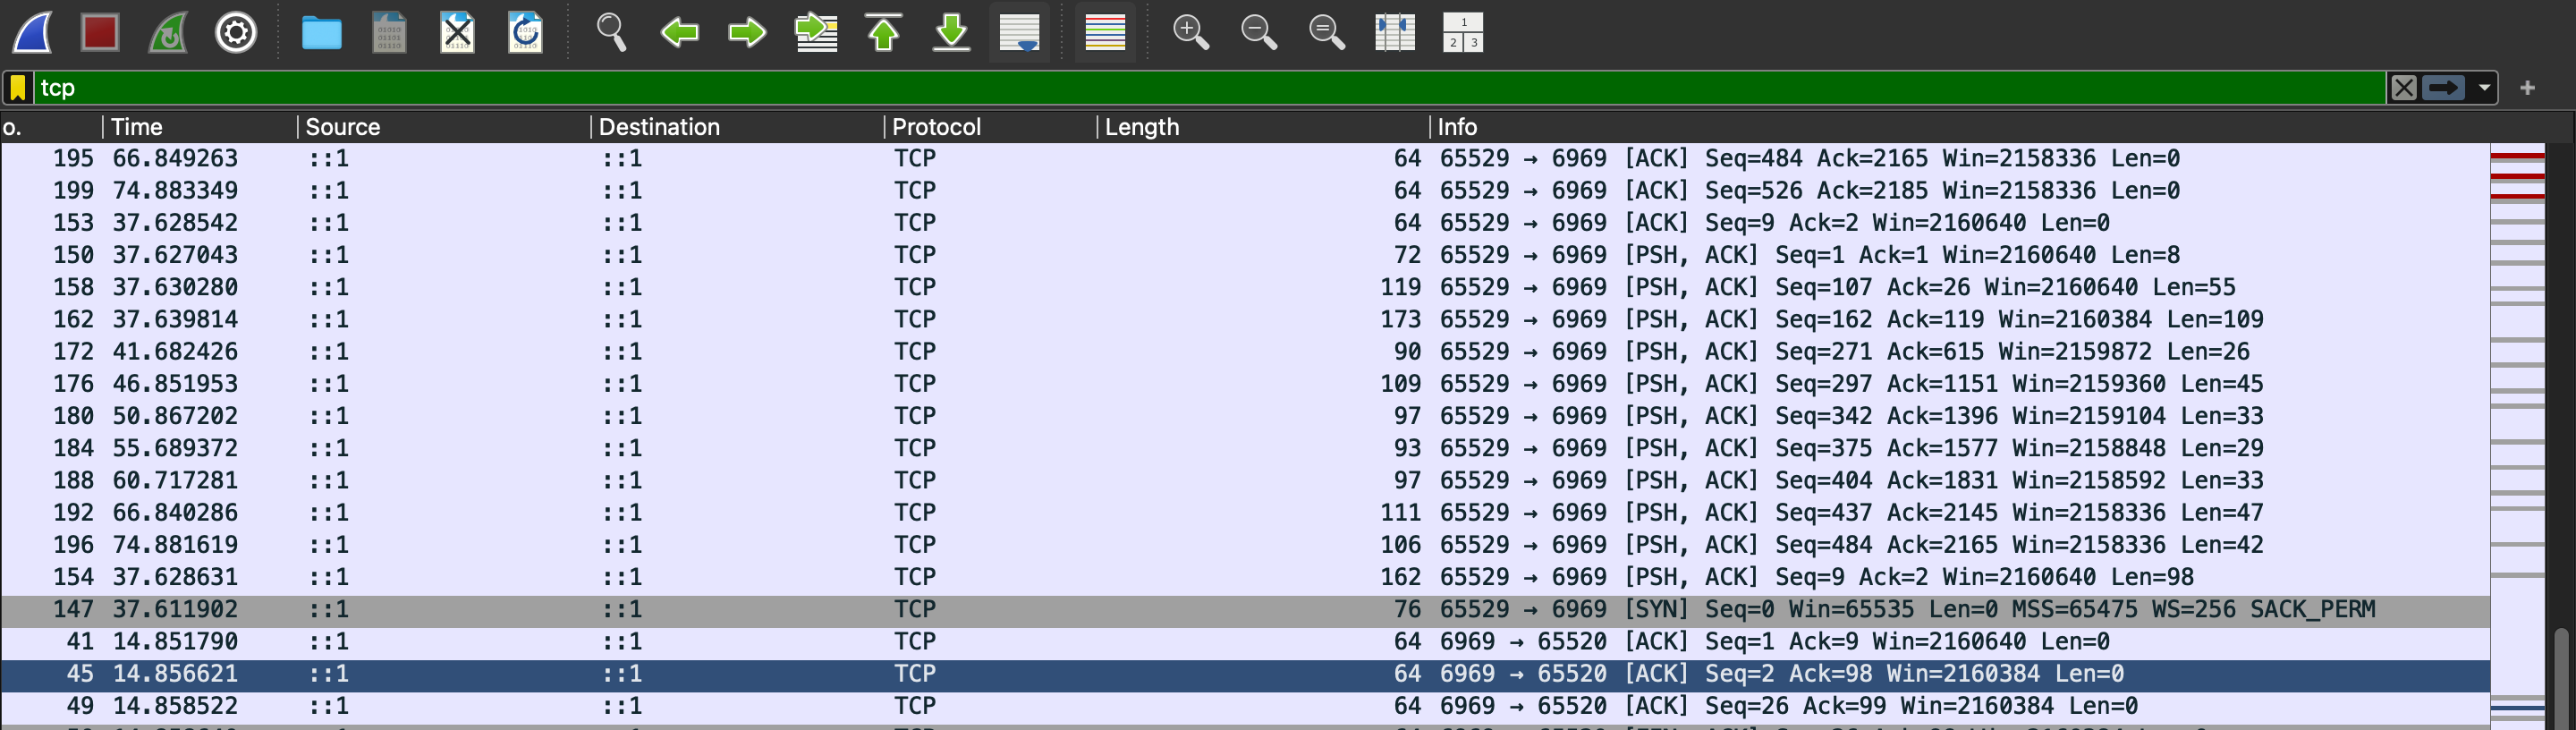 tcp
o. Time Source Destination Protocol Length Info
195 66.849263 ::1 ::1 TCP 64 65529 → 6969 [ACK] Seq=484 Ack=2165 Win=2158336 Len=0
199 74.883349 ::1 ::1 TCP 64 65529 → 6969 [ACK] Seq=526 Ack=2185 Win=2158336 Len=0
153 37.628542 ::1 ::1 TCP 64 65529 → 6969 [ACK] Seq=9 Ack=2 Win=2160640 Len=0
150 37.627043 ::1 ::1 TCP 72 65529 → 6969 [PSH, ACK] Seq=1 Ack=1 Win=2160640 Len=8
158 37.630280 ::1 ::1 TCP 119 65529 → 6969 [PSH, ACK] Seq=107 Ack=26 Win=2160640 Len=55
162 37.639814 ::1 ::1 TCP 173 65529 → 6969 [PSH, ACK] Seq=162 Ack=119 Win=2160384 Len=109
172 41.682426 ::1 ::1 TCP 90 65529 → 6969 [PSH, ACK] Seq=271 Ack=615 Win=2159872 Len=26
176 46.851953 ::1 ::1 TCP 109 65529 → 6969 [PSH, ACK] Seq=297 Ack=1151 Win=2159360 Len=45
180 50.867202 ::1 ::1 TCP 97 65529 → 6969 [PSH, ACK] Seq=342 Ack=1396 Win=2159104 Len=33
184 55.689372 ::1 ::1 TCP 93 65529 → 6969 [PSH, ACK] Seq=375 Ack=1577 Win=2158848 Len=29
188 60.717281 ::1 ::1 TCP 97 65529 → 6969 [PSH, ACK] Seq=404 Ack=1831 Win=2158592 Len=33
192 66.840286 ::1 ::1 TCP 111 65529 → 6969 [PSH, ACK] Seq=437 Ack=2145 Win=2158336 Len=47
196 74.881619 ::1 ::1 TCP 106 65529 → 6969 [PSH, ACK] Seq=484 Ack=2165 Win=2158336 Len=42
154 37.628631 ::1 ::1 TCP 162 65529 → 6969 [PSH, ACK] Seq=9 Ack=2 Win=2160640 Len=98
147 37.611902 ::1 ::1 TCP 76 65529 → 6969 [SYN] Seq=0 Win=65535 Len=0 MSS=65475 WS=256 SACK_PERM
41 14.851790 ::1 ::1 TCP 64 6969 → 65520 [ACK] Seq=1 Ack=9 Win=2160640 Len=0
45 14.856621 ::1 ::1 TCP 64 6969 → 65520 [ACK] Seq=2 Ack=98 Win=2160384 Len=0
49 14.858522 ::1 ::1 TCP 64 6969 → 65520 [ACK] Seq=26 Ack=99 Win=2160384 Len=0